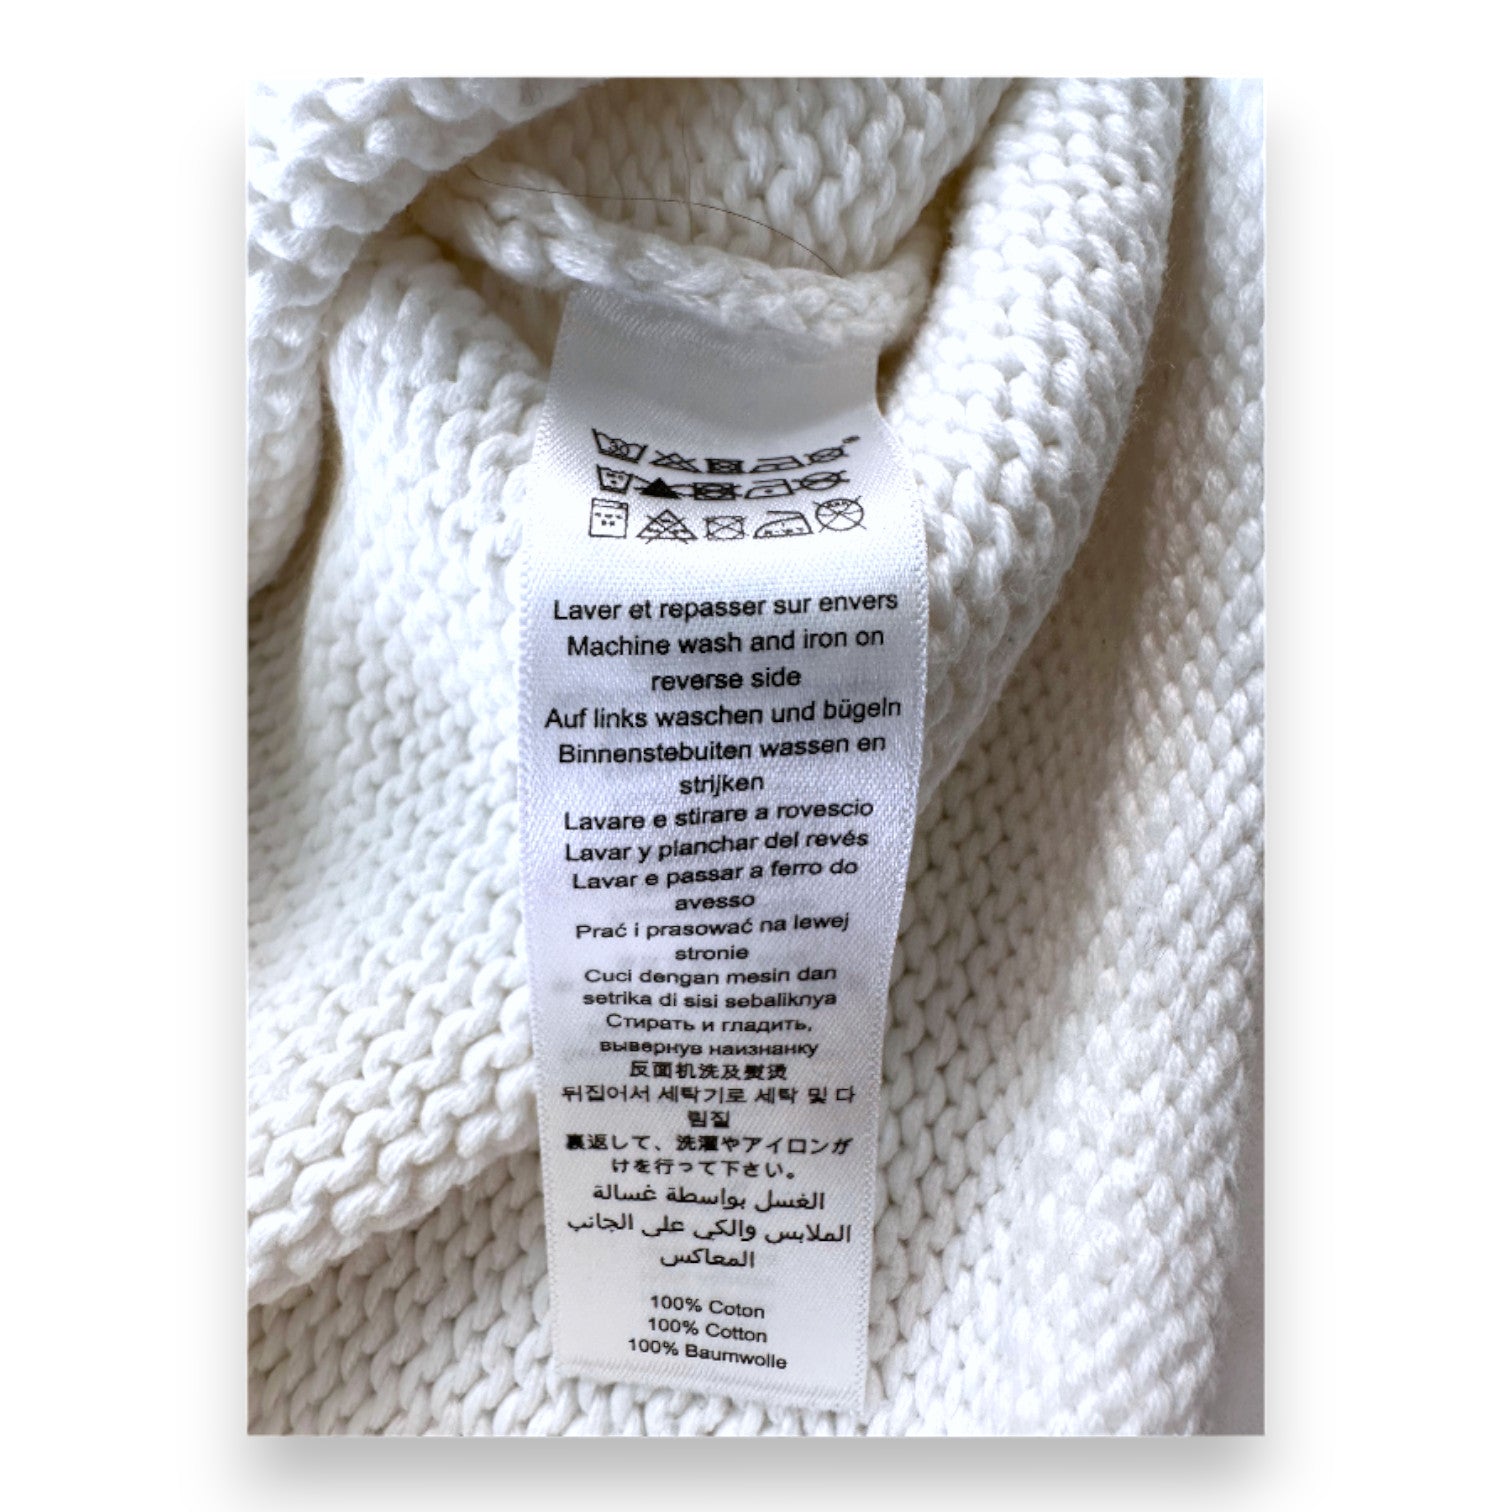 Laver et repasser sur envers
Machine wash and iron on
reverse side
Auf links waschen und bügeln
Binnenstebuiten wassen en
strijken
Lavare e stirare a rovescio
Lavar y planchar del revés
Lavar e passar a ferro do
avesso
Prać i prasować na lewej
stronie
Cuci dengan mesin dan
setrika di sisi sebaliknya
Стирать и гладить,
вывернув наизнанку
反面机洗及熨烫
뒤집어서 세탁기로 세탁 및 다
림질
裏返して、洗濯やアイロンが
けを行って下さい。
الغسل بواسطة غسالة
الملابس والكي على الجانب
المعاكس
100% Coton
100% Cotton
100% Baumwolle